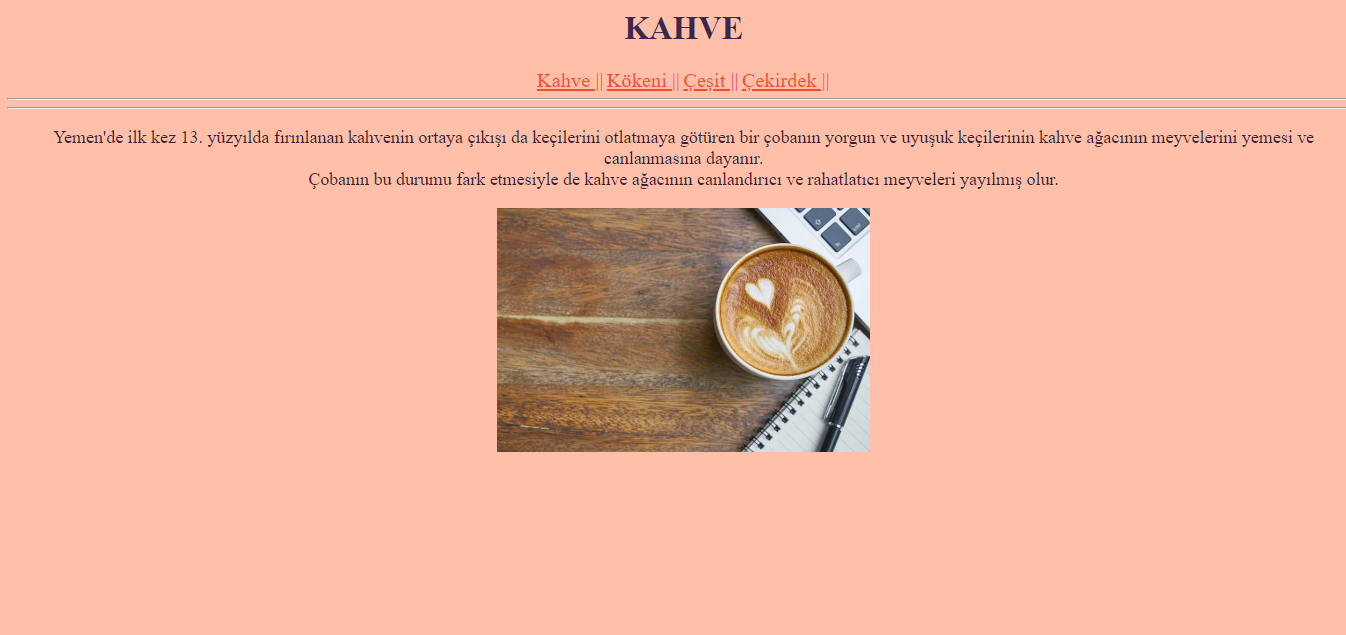 KAHVE
Kahve || Kökeni || Çeşit || Çekirdek ||
Yemen'de ilk kez 13. yüzyılda fırınlanan kahvenin ortaya çıkışı da keçilerini otlatmaya götüren bir çobanın yorgun ve uyuşuk keçilerinin kahve ağacının meyvelerini yemesi ve
canlanmasına dayanır.
Çobanın bu durumu fark etmesiyle de kahve ağacının canlandırıcı ve rahatlatıcı meyveleri yayılmış olur.